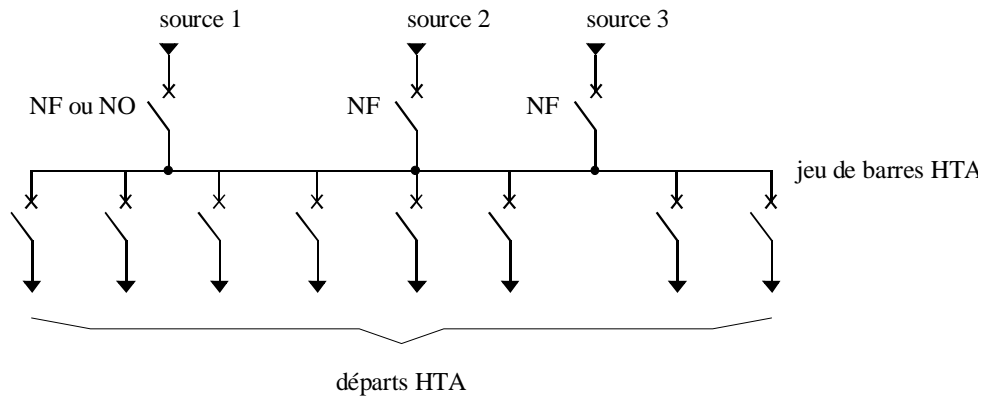 source 1
source 2
source 3
NF ou NO
NF
NF
jeu de barres HTA
départs HTA